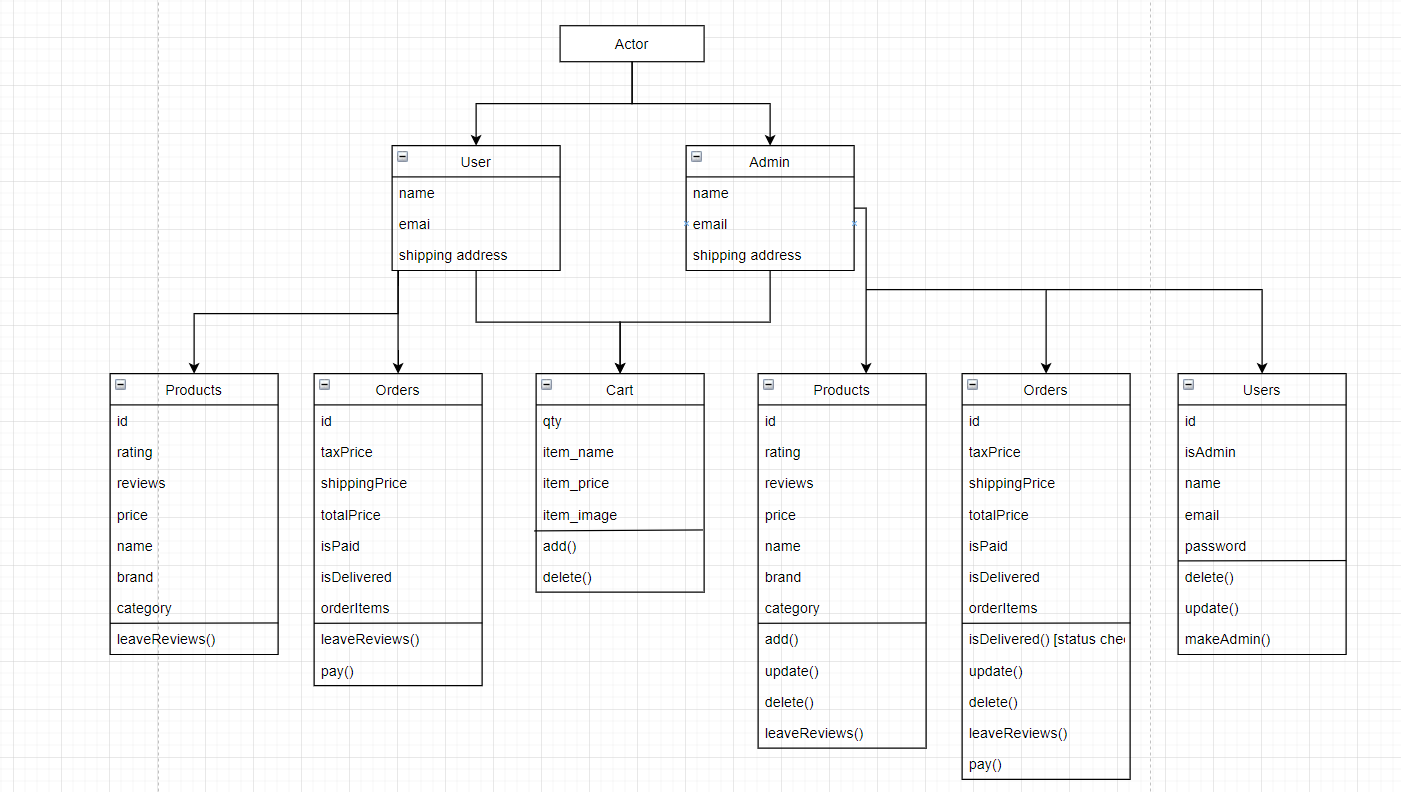 Actor
User
name
emai
shipping address
Admin
name
email
shipping address
Products
id
rating
reviews
price
name
brand
category
leaveReviews()
Orders
id
taxPrice
shippingPrice
totalPrice
isPaid
isDelivered
orderItems
leaveReviews()
pay()
Cart
qty
item_name
item_price
item_image
add()
delete()
Products
id
rating
reviews
price
name
brand
category
add()
update()
delete()
leaveReviews()
Orders
id
taxPrice
shippingPrice
totalPrice
isPaid
isDelivered
orderItems
isDelivered() [status
update()
delete()
leaveReviews()
pay()
Users
id
isAdmin
name
email
password
delete()
update()
makeAdmin()